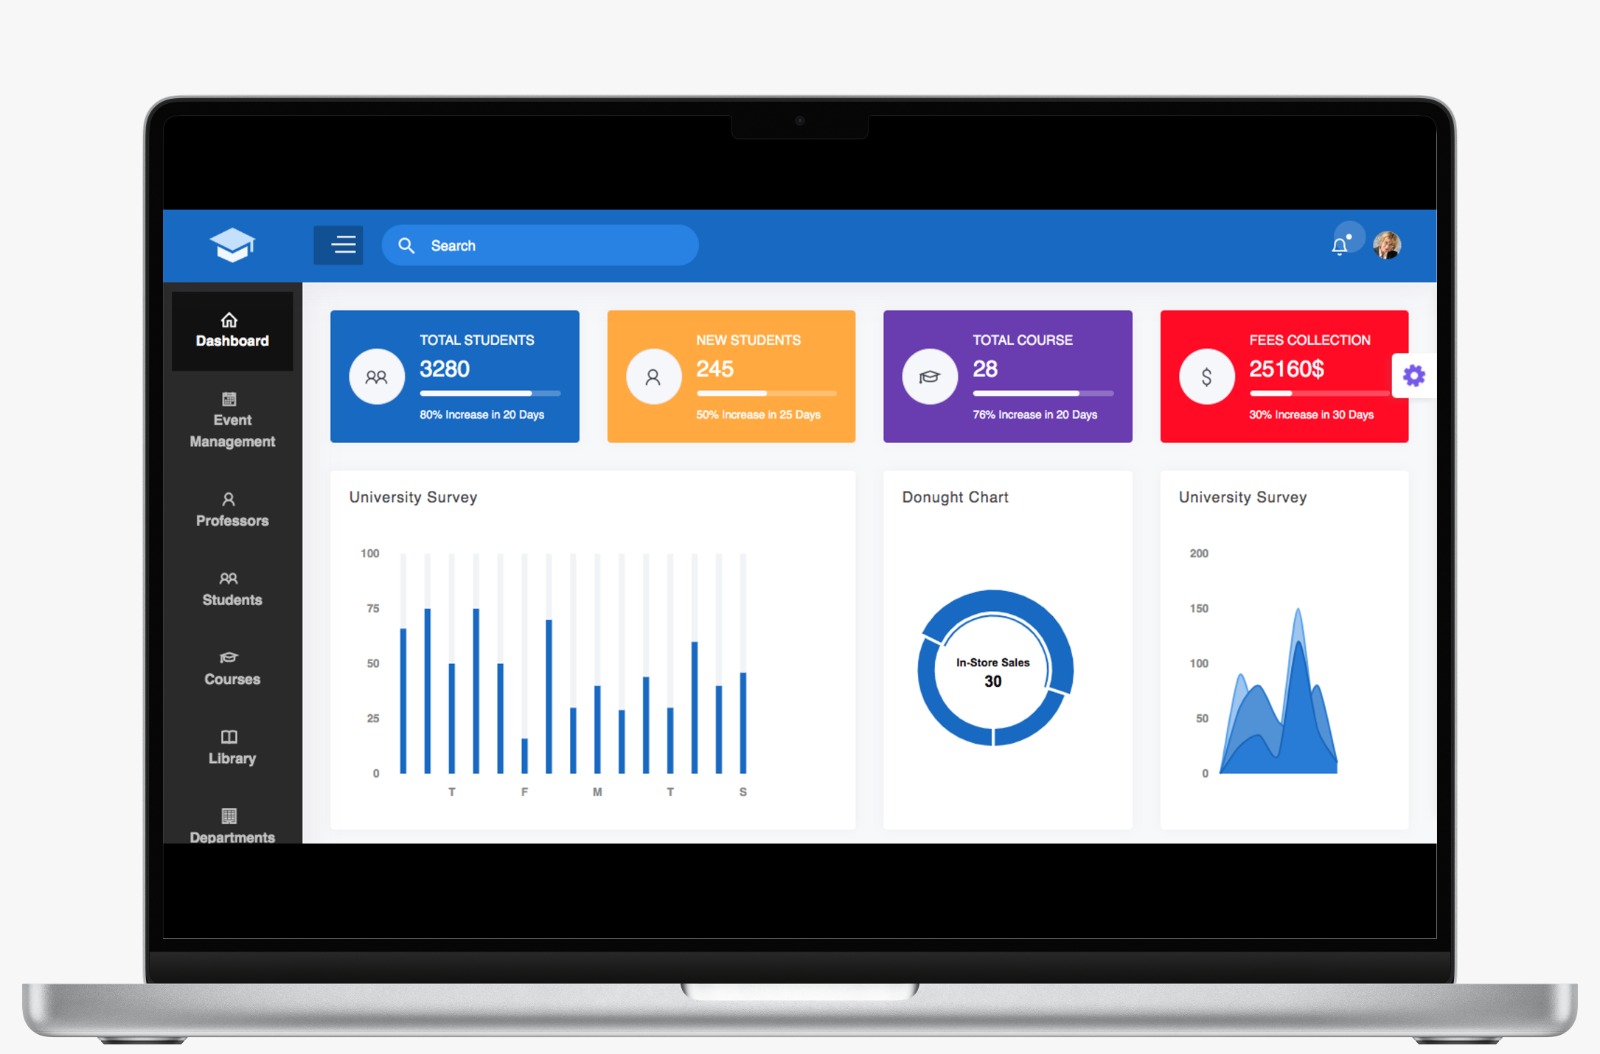 Search
Dashboard
Event
Management
Professors
Students
Courses
Library
Departments
TOTAL STUDENTS
3280
80% Increase in 20 Days
NEW STUDENTS
245
50% Increase in 25 Days
TOTAL COURSE
28
76% Increase in 20 Days
FEES COLLECTION
25160$
30% Increase in 30 Days
University Survey
100
75
50
25
0
T F M T S
Donught Chart
In-Store Sales
30
University Survey
200
150
100
50
0